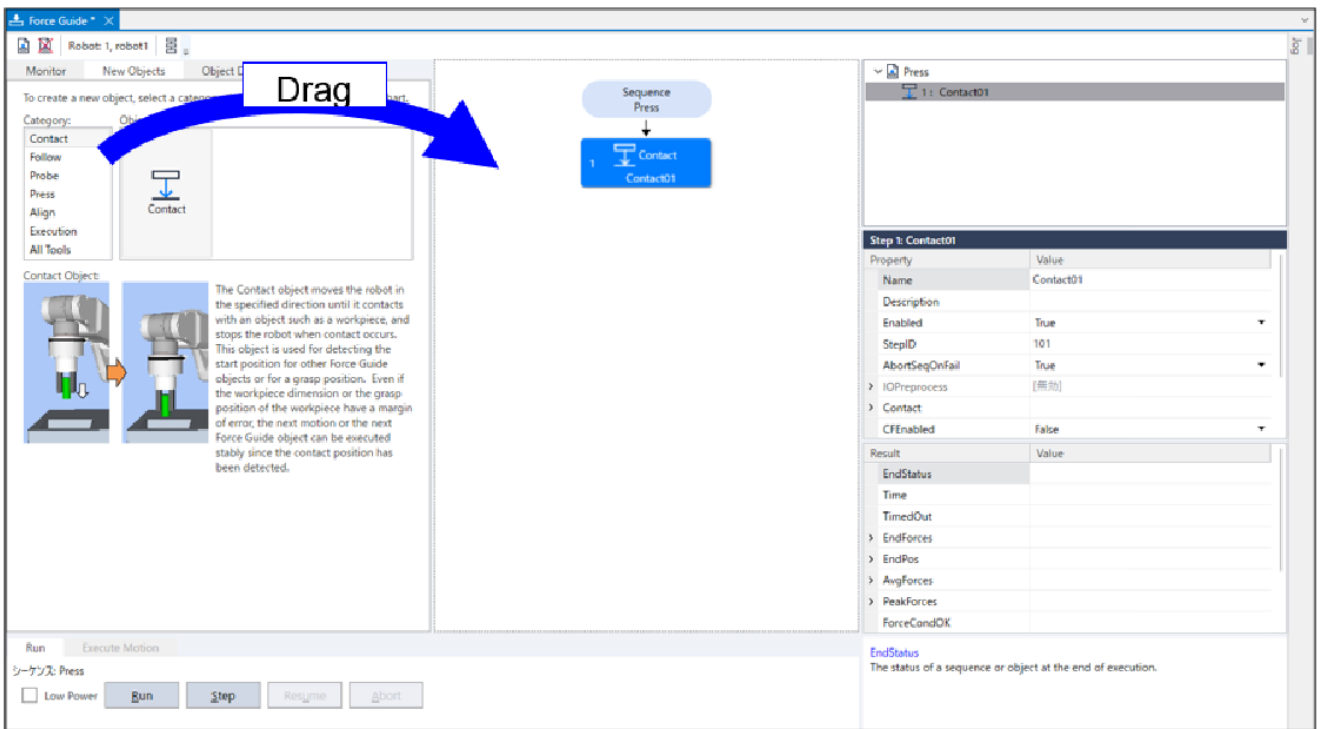 Force Guide *
Jog
Robot: 1, robot1
Monitor New Objects Object D
Drag
To create a new object, select a catego art.
Category: Obj
Contact
Follow
Probe
Press
Align
Execution
All Tools
Contact
Contact Object:
The Contact object moves the robot in
the specified direction until it contacts
with an object such as a workpiece, and
stops the robot when contact occurs.
This object is used for detecting the
start position for other Force Guide
objects or for a grasp position. Even if
the workpiece dimension or the grasp
position of the workpiece have a margin
of error, the next motion or the next
Force Guide object can be executed
stably since the contact position has
been detected.
Sequence
Press
1 Contact
Contact01
Press
1 : Contact01
Step 1: Contact01
Property Value
Name Contact01
Description
Enabled True
StepID 101
AbortSeqOnFail True
IOPreprocess [無効]
Contact
CFEnabled False
Result Value
EndStatus
Time
TimedOut
EndForces
EndPos
AvgForces
PeakForces
ForceCondOK
EndStatus
The status of a sequence or object at the end of execution.
Run Execute Motion
シーケンス: Press
Low Power Run Step Resume Abort